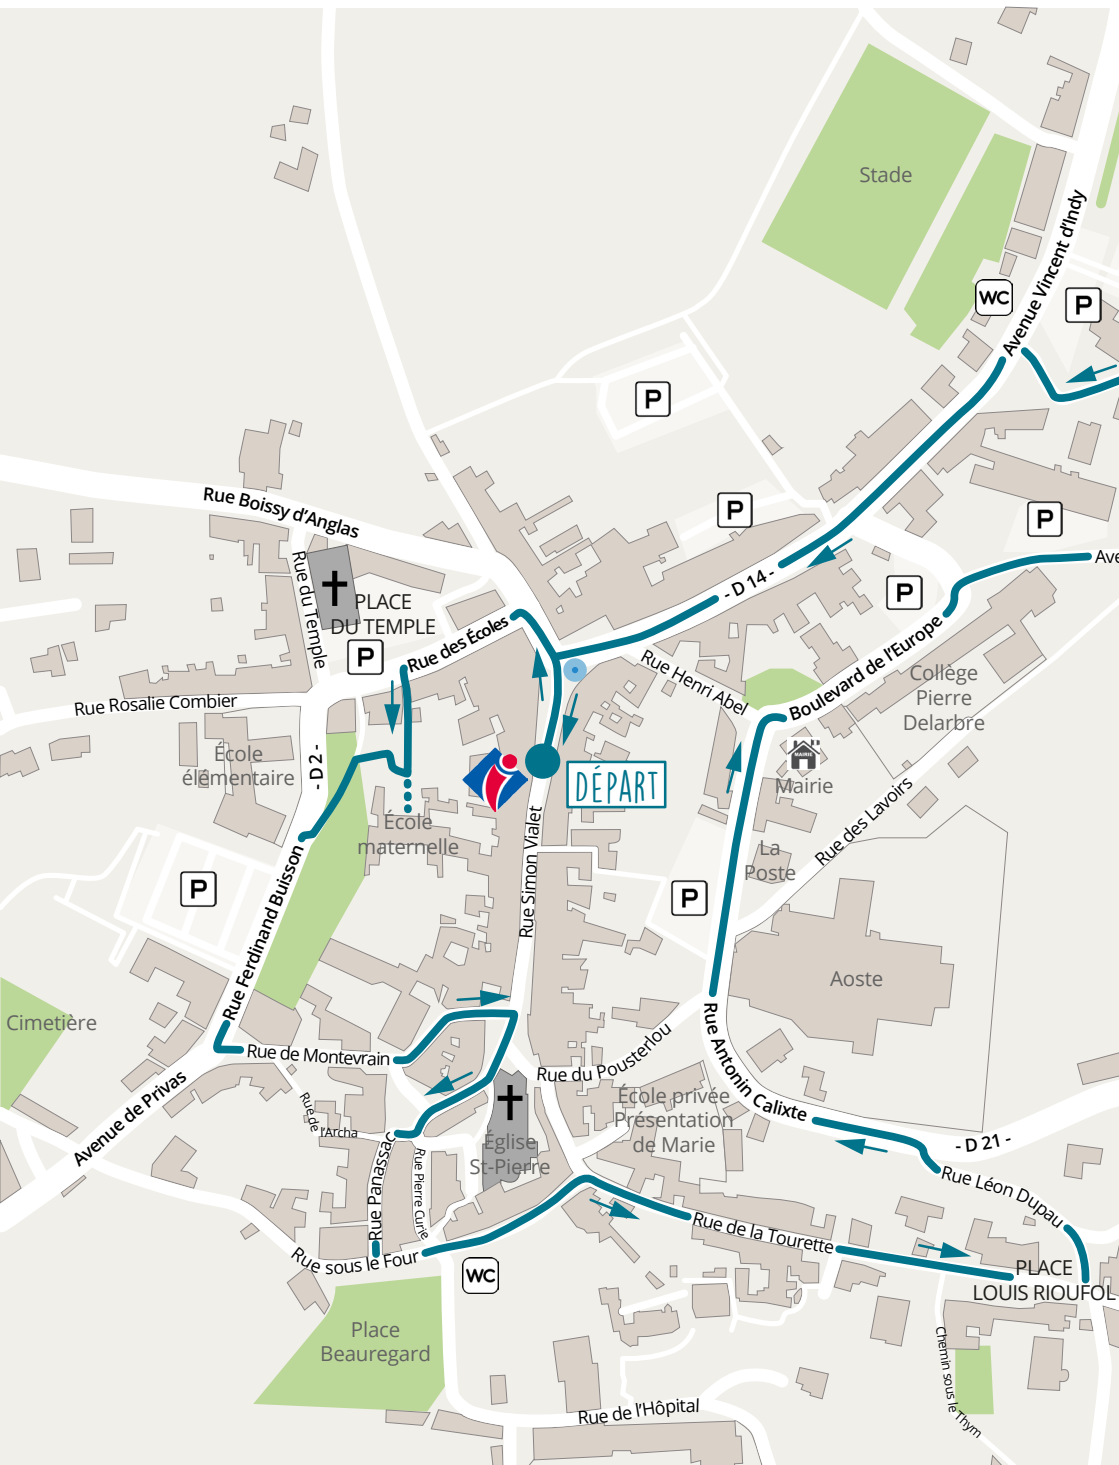 Stade
Avenue Vincent d'Indy
WC
P
P
Rue Boissy d'Anglas
P
P
Ave
- D 14 -
P
Rue du Temple
PLACE
DU TEMPLE
P
Rue des Écoles
Rue Henri Abel
Boulevard de l'Europe
Collège
Pierre
Delarbre
Rue Rosalie Combier
École
élémentaire
- D 2 -
DÉPART
MAIRIE
Mairie
École
maternelle
Rue des Lavoirs
La
Poste
Rue Simon Vialet
P
P
Rue Ferdinand Buisson
Aoste
Cimetière
Rue de Montevrain
Rue du Pousterlou
Rue Antonin Calixte
École privée
Présentation
de Marie
Avenue de Privas
Rue de l'Archa
Rue Panassac
Rue Pierre Curie
Église
St-Pierre
- D 21 -
Rue Léon Dupau
Rue de la Tourette
Rue sous le Four
WC
PLACE
LOUIS RIOUFOL
Place
Beauregard
Chemin sous le Thym
Rue de l'Hôpital